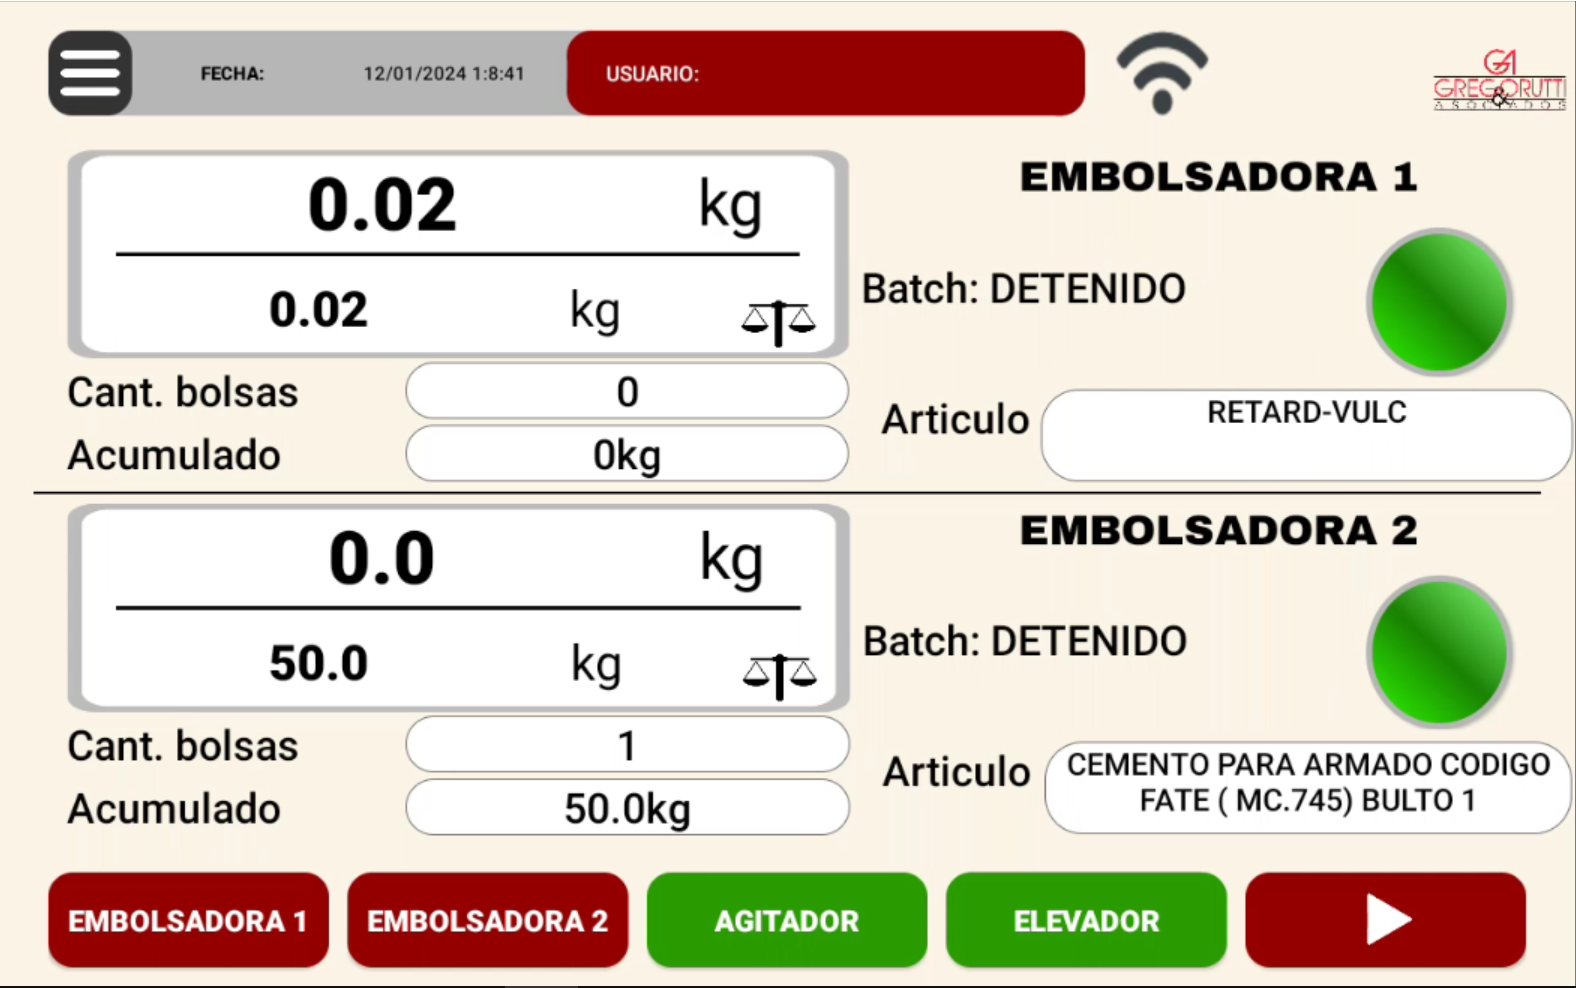 FECHA: 12/01/2024 1:8:41 USUARIO:
GA
GREGORUTTI
&
ASOCIADOS
0.02 kg
0.02 kg
EMBOLSADORA 1
Batch: DETENIDO
Cant. bolsas 0
Acumulado 0kg
Articulo RETARD-VULC
0.0 kg
50.0 kg
EMBOLSADORA 2
Batch: DETENIDO
Cant. bolsas 1
Acumulado 50.0kg
Articulo CEMENTO PARA ARMADO CODIGO
FATE ( MC.745) BULTO 1
EMBOLSADORA 1 EMBOLSADORA 2 AGITADOR ELEVADOR